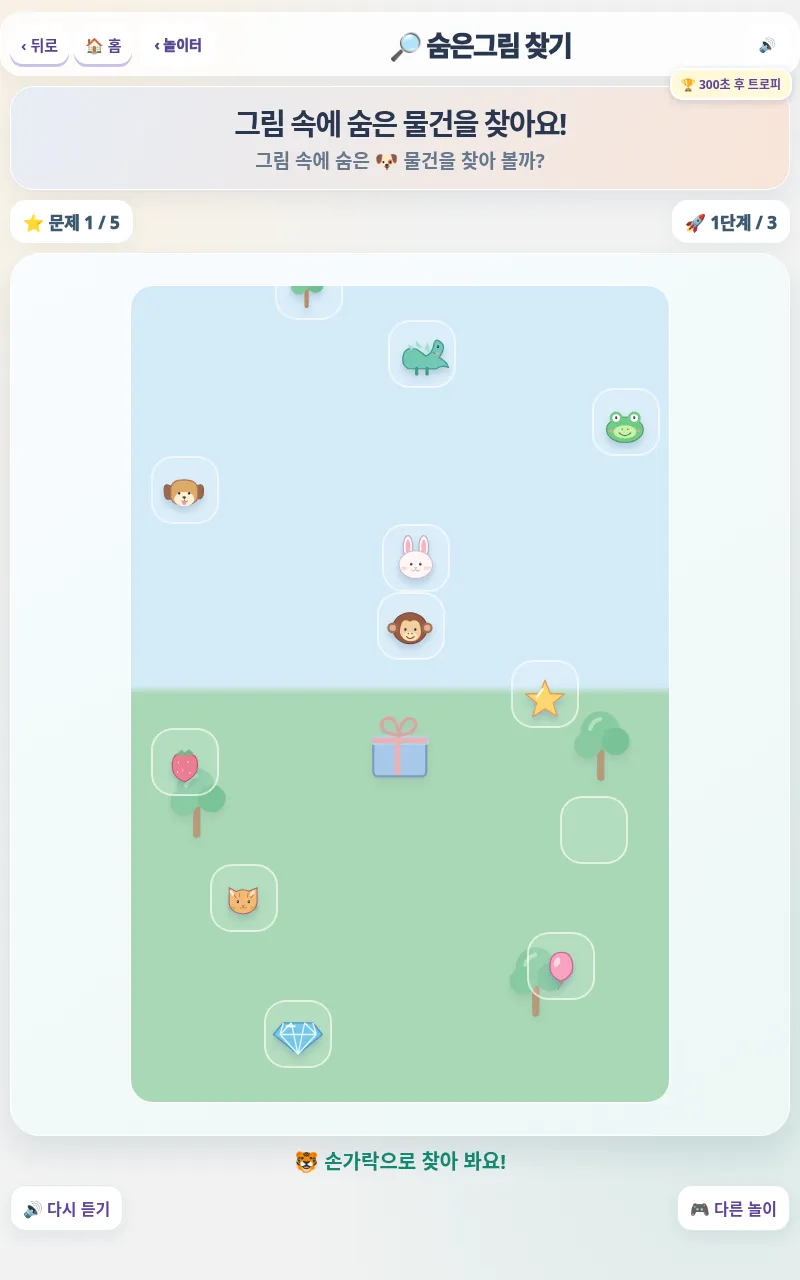 ‹ 뒤로 🏠 홈 ‹ 놀이터 🔎 숨은그림 찾기 🔊
🏆 300초 후 트로피
그림 속에 숨은 물건을 찾아요!
그림 속에 숨은 🐶 물건을 찾아 볼까?
⭐ 문제 1 / 5
🚀 1단계 / 3
🐯 손가락으로 찾아 봐요!
🔊 다시 듣기
🎮 다른 놀이